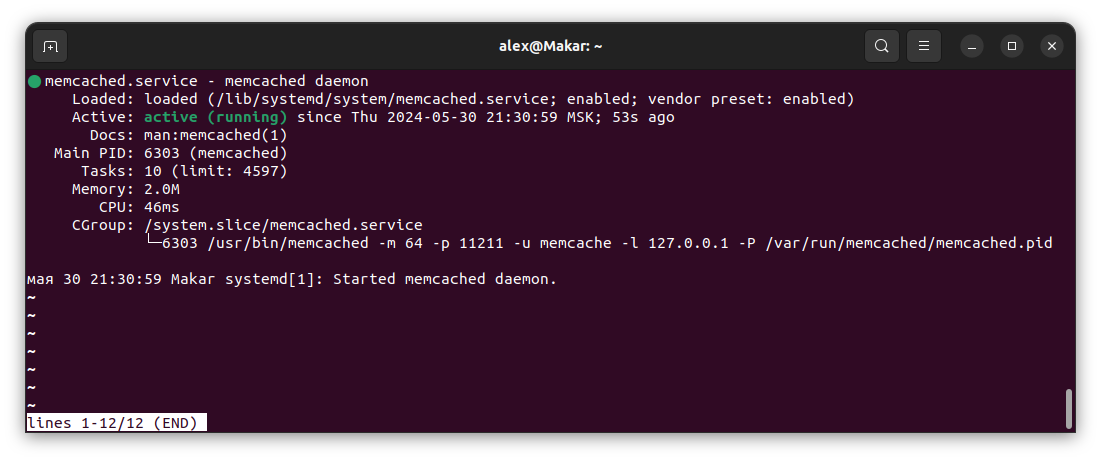 alex@Makar: ~
●memcached.service - memcached daemon
     Loaded: loaded (/lib/systemd/system/memcached.service; enabled; vendor preset: enabled)
     Active: active (running) since Thu 2024-05-30 21:30:59 MSK; 53s ago
       Docs: man:memcached(1)
   Main PID: 6303 (memcached)
      Tasks: 10 (limit: 4597)
     Memory: 2.0M
        CPU: 46ms
     CGroup: /system.slice/memcached.service
             └─6303 /usr/bin/memcached -m 64 -p 11211 -u memcache -l 127.0.0.1 -P /var/run/memcached/memcached.pid

мая 30 21:30:59 Makar systemd[1]: Started memcached daemon.
~
~
~
~
~
~
~
lines 1-12/12 (END)